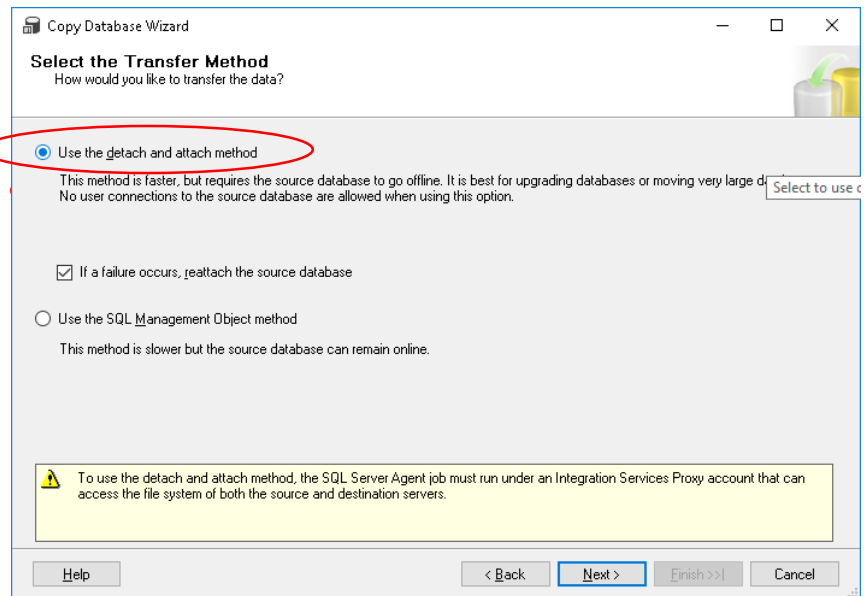 Copy Database Wizard
Select the Transfer Method
How would you like to transfer the data?
Use the detach and attach method
This method is faster, but requires the source database to go offline. It is best for upgrading databases or moving very large
Select to use
No user connections to the source database are allowed when using this option.
If a failure occurs, reattach the source database
Use the SQL Management Object method
This method is slower but the source database can remain online.
To use the detach and attach method, the SQL Server Agent job must run under an Integration Services Proxy account that can
access the file system of both the source and destination servers.
Help
< Back
Next >
Finish >>|
Cancel